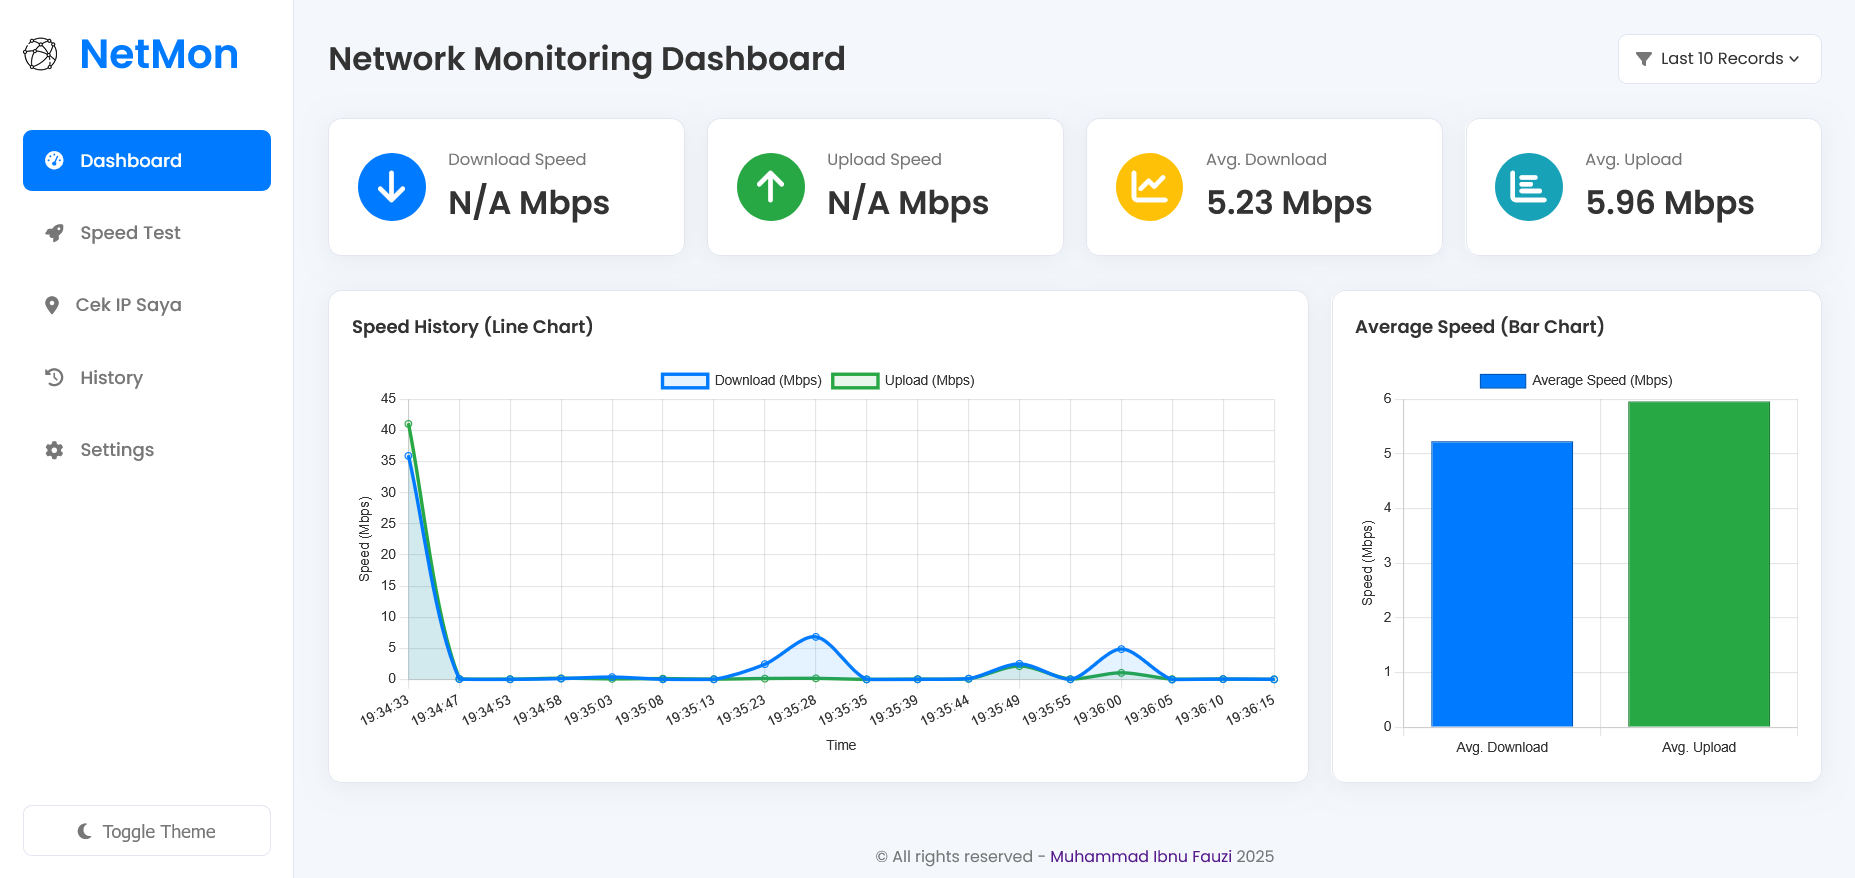 NetMon
Dashboard
Speed Test
Cek IP Saya
History
Settings
Toggle Theme
Network Monitoring Dashboard
Last 10 Records
Download Speed
N/A Mbps
Upload Speed
N/A Mbps
Avg. Download
5.23 Mbps
Avg. Upload
5.96 Mbps
Speed History (Line Chart)
Download (Mbps)
Upload (Mbps)
Speed (Mbps)
45
40
35
30
25
20
15
10
5
0
19:34:33
19:34:47
19:34:53
19:34:58
19:35:03
19:35:08
19:35:13
19:35:23
19:35:28
19:35:35
19:35:39
19:35:44
19:35:49
19:35:55
19:36:00
19:36:05
19:36:10
19:36:15
Time
Average Speed (Bar Chart)
Average Speed (Mbps)
Speed (Mbps)
6
5
4
3
2
1
0
Avg. Download
Avg. Upload
© All rights reserved - Muhammad Ibnu Fauzi 2025